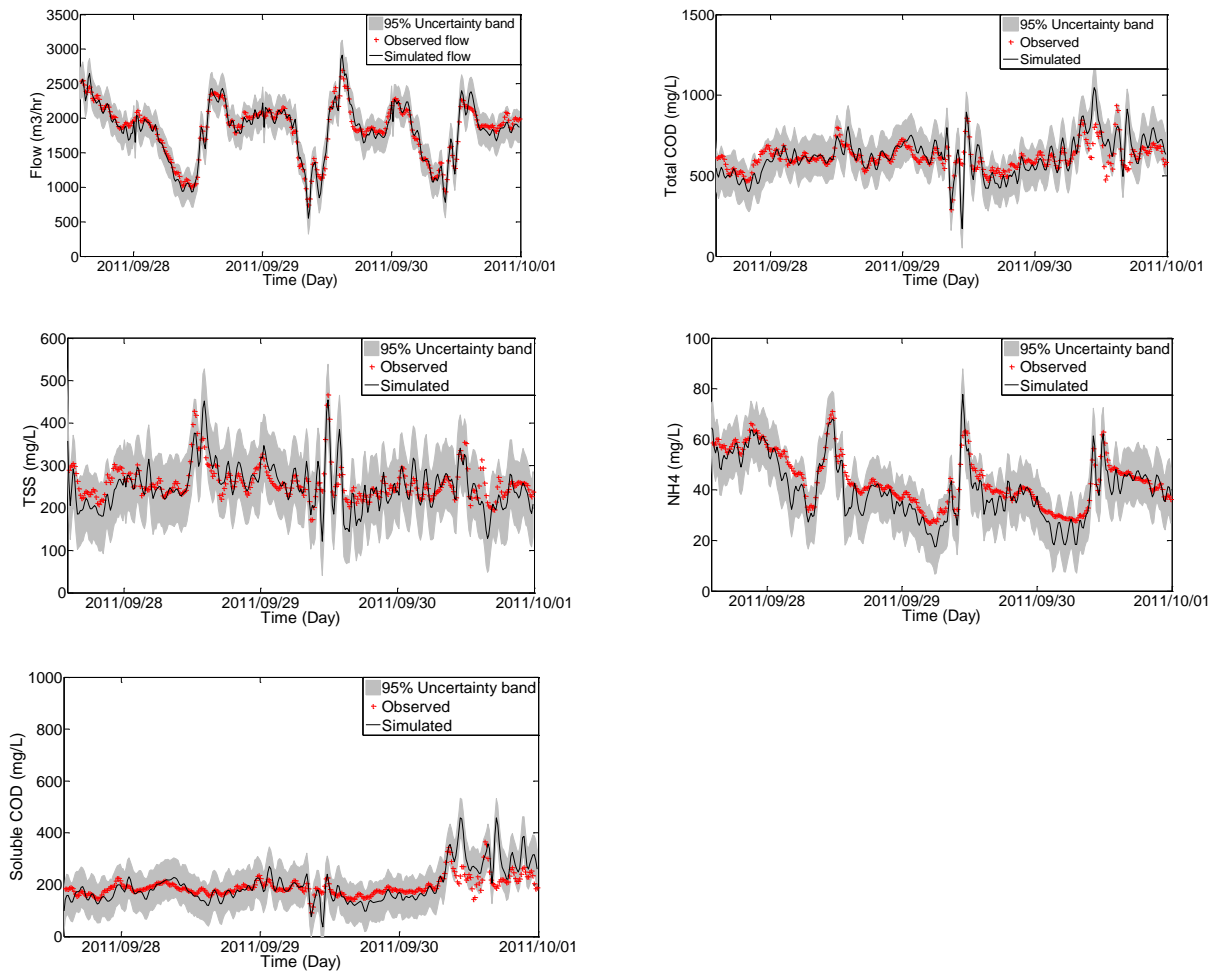 3500
3000
2500
2000
1500
1000
500
0
Flow (m3/hr)
95% Uncertainty band
Observed flow
Simulated flow
2011/09/28
2011/09/29
2011/09/30
2011/10/01
Time (Day)
1500
1000
500
0
Total COD (mg/L)
95% Uncertainty band
Observed
Simulated
2011/09/28
2011/09/29
2011/09/30
2011/10/01
Time (Day)
600
500
400
300
200
100
0
TSS (mg/L)
95% Uncertainty band
Observed
Simulated
2011/09/28
2011/09/29
2011/09/30
2011/10/01
Time (Day)
100
80
60
40
20
0
NH4 (mg/L)
95% Uncertainty band
Observed
Simulated
2011/09/28
2011/09/29
2011/09/30
2011/10/01
Time (Day)
1000
800
600
400
200
0
Soluble COD (mg/L)
95% Uncertainty band
Observed
Simulated
2011/09/28
2011/09/29
2011/09/30
2011/10/01
Time (Day)